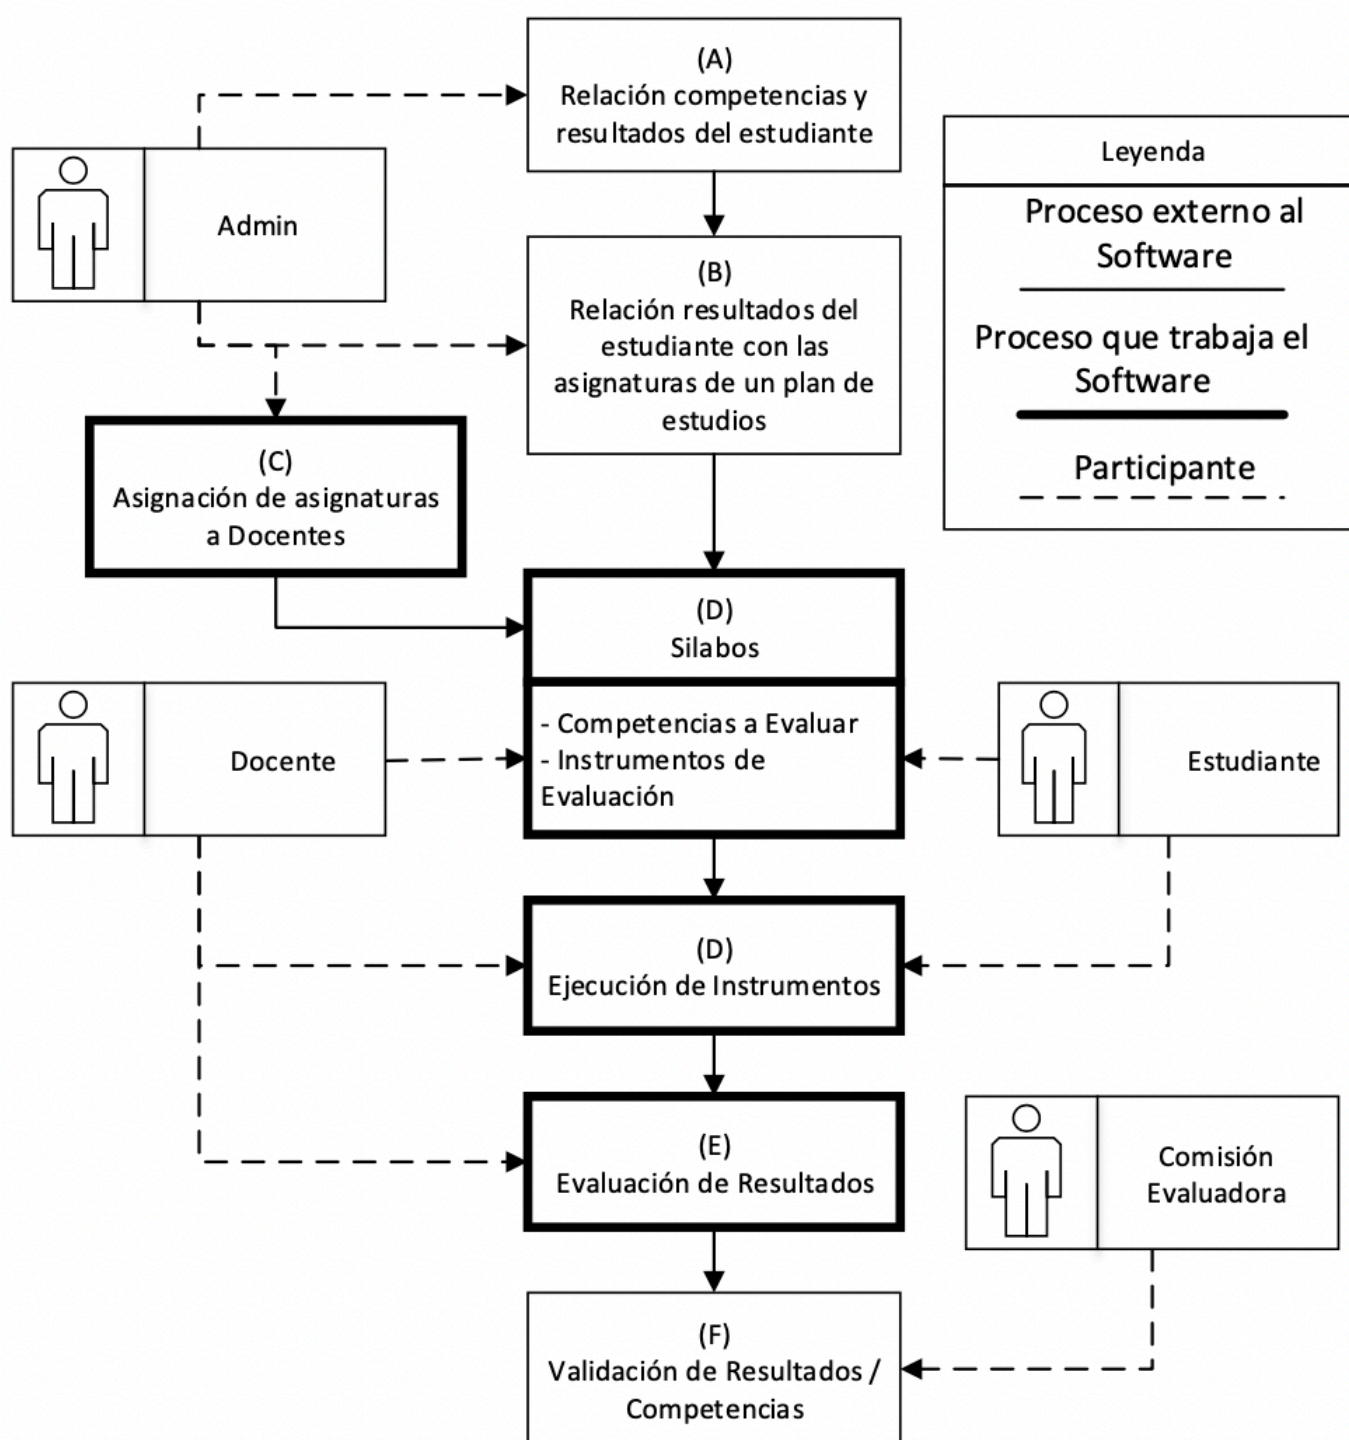 (A)
Relación competencias y
resultados del estudiante
Admin
Leyenda
Proceso externo al
Software
Proceso que trabaja el
Software
Participante
(B)
Relación resultados del
estudiante con las
asignaturas de un plan de
estudios
(C)
Asignación de asignaturas
a Docentes
(D)
Silabos
- Competencias a Evaluar
- Instrumentos de
Evaluación
Docente
Estudiante
(D)
Ejecución de Instrumentos
(E)
Evaluación de Resultados
Comisión
Evaluadora
(F)
Validación de Resultados /
Competencias